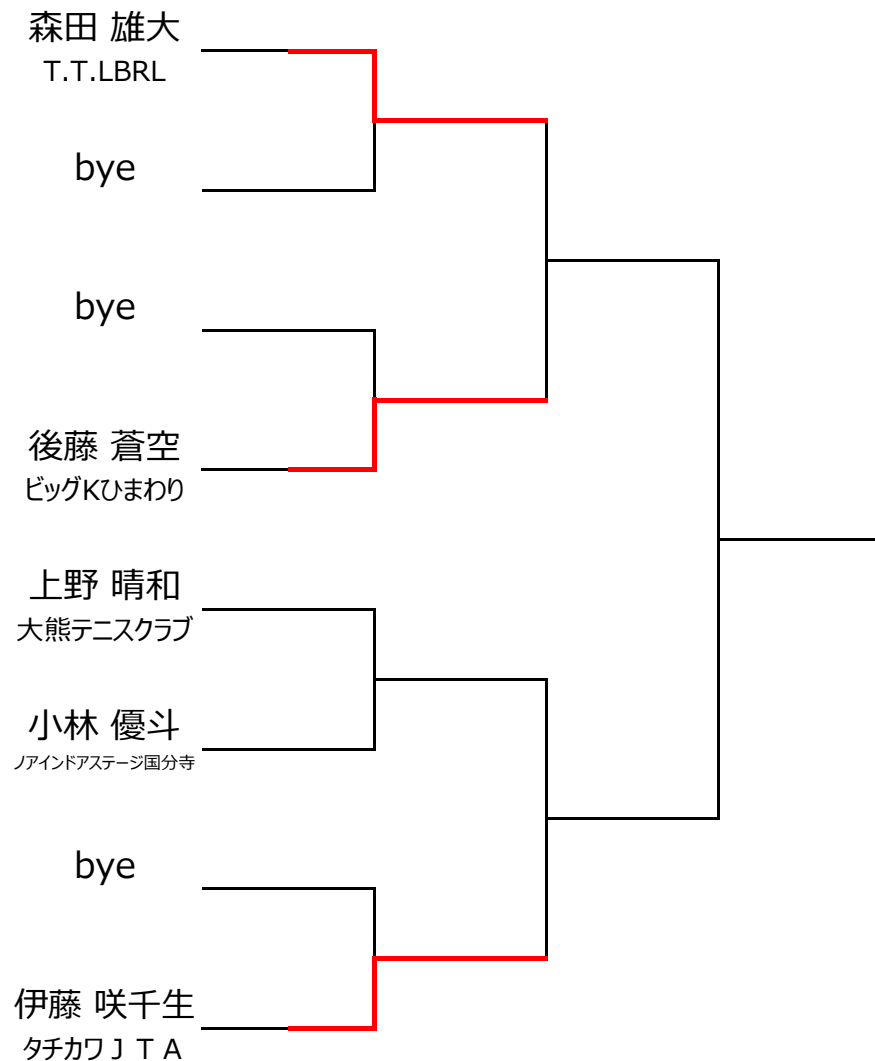 森田 雄大
T.T.LBRL
bye
bye
後藤 蒼空
ビッグKひまわり
上野 晴和
大熊テニスクラブ
小林 優斗
ノアインドアステージ国分寺
bye
伊藤 咲千生
タチカワＪＴＡ